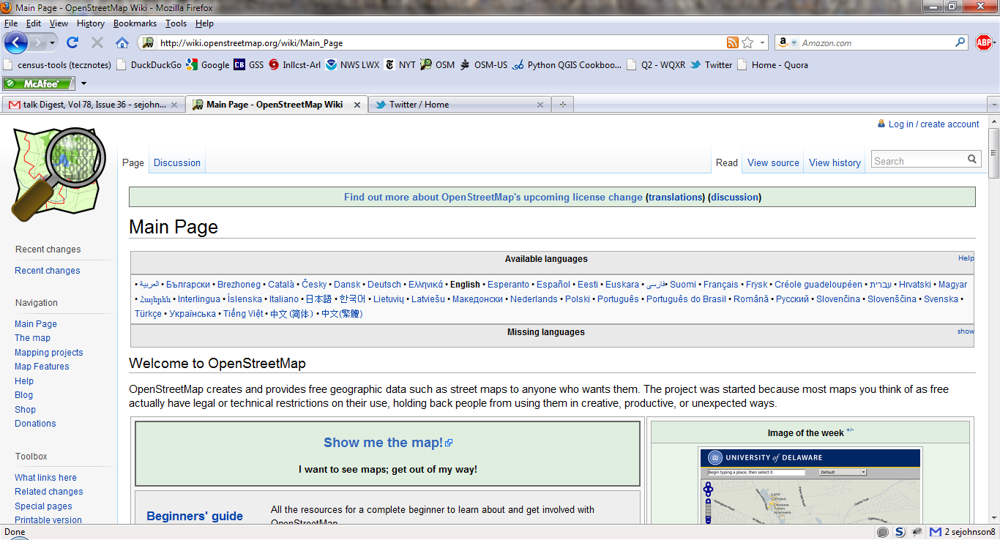 Main Page - OpenStreetMap Wiki - Mozilla Firefox
File Edit View History Bookmarks Tools Help
http://wiki.openstreetmap.org/wiki/Main_Page
Amazon.com
ABP
census-tools (tecznotes) DuckDuckGo Google GSS InIlcst-Arl NWS LWX NYT OSM OSM-US Python QGIS Cookboo... Q2 - WQXR Twitter Home - Quora
McAfee
talk Digest, Vol 78, Issue 36 - sejohn... Main Page - OpenStreetMap Wiki Twitter / Home
Log in / create account
Page Discussion Read View source View history Search
Find out more about OpenStreetMap's upcoming license change (translations) (discussion)
Main Page
Recent changes
Recent changes
Navigation
Main Page
The map
Mapping projects
Map Features
Help
Blog
Shop
Donations
Toolbox
What links here
Related changes
Special pages
Printable version
Available languages Help
• العربية • Български • Brezhoneg • Català • Česky • Dansk • Deutsch • Ελληνικά • English • Esperanto • Español • Eesti • Euskara • فارسی • Suomi • Français • Frysk • Créole guadeloupéen • עברית • Hrvatski • Magyar
• Հայերեն • Interlingua • Íslenska • Italiano • 日本語 • 한국어 • Lietuvių • Latviešu • Македонски • Nederlands • Polski • Português • Português do Brasil • Română • Русский • Slovenčina • Slovenščina • Svenska •
Türkçe • Українська • Tiếng Việt • 中文(简体) • 中文(繁體)
Missing languages show
Welcome to OpenStreetMap
OpenStreetMap creates and provides free geographic data such as street maps to anyone who wants them. The project was started because most maps you think of as free
actually have legal or technical restrictions on their use, holding back people from using them in creative, productive, or unexpected ways.
Show me the map!
I want to see maps; get out of my way!
Beginners' guide
All the resources for a complete beginner to learn about and get involved with
OpenStreetMap
Image of the week +/-
UNIVERSITY of DELAWARE
Begin typing a place, then select it Default
Laird
Campus
Christiana
Towers
Apartments
Done
2 sejohnson8